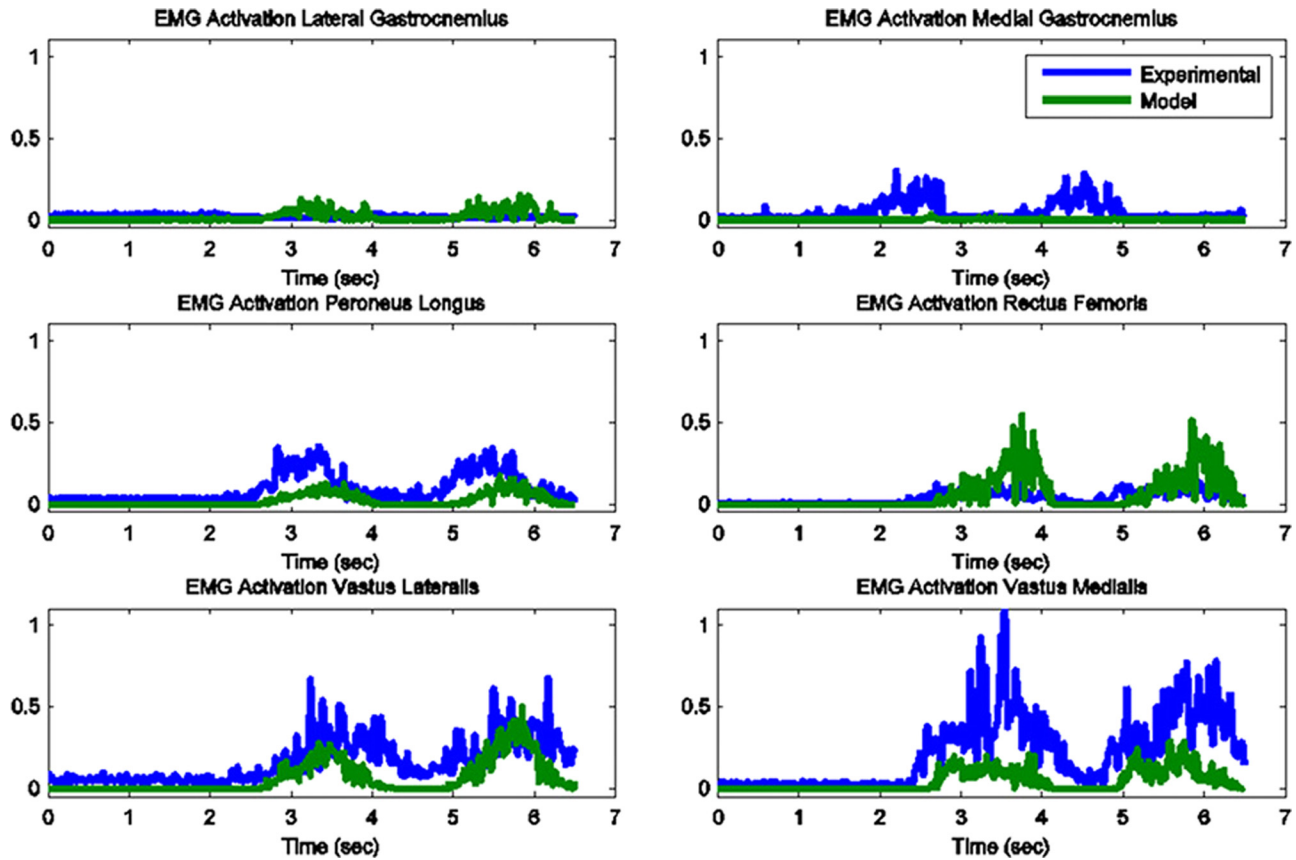 EMG Activation Lateral Gastrocnemius
1
0.5
0
0 1 2 3 4 5 6 7
Time (sec)
EMG Activation Medial Gastrocnemius
Experimental
Model
1
0.5
0
0 1 2 3 4 5 6 7
Time (sec)
EMG Activation Peroneus Longus
1
0.5
0
0 1 2 3 4 5 6 7
Time (sec)
EMG Activation Rectus Femoris
1
0.5
0
0 1 2 3 4 5 6 7
Time (sec)
EMG Activation Vastus Lateralis
1
0.5
0
0 1 2 3 4 5 6 7
Time (sec)
EMG Activation Vastus Medialis
1
0.5
0
0 1 2 3 4 5 6 7
Time (sec)